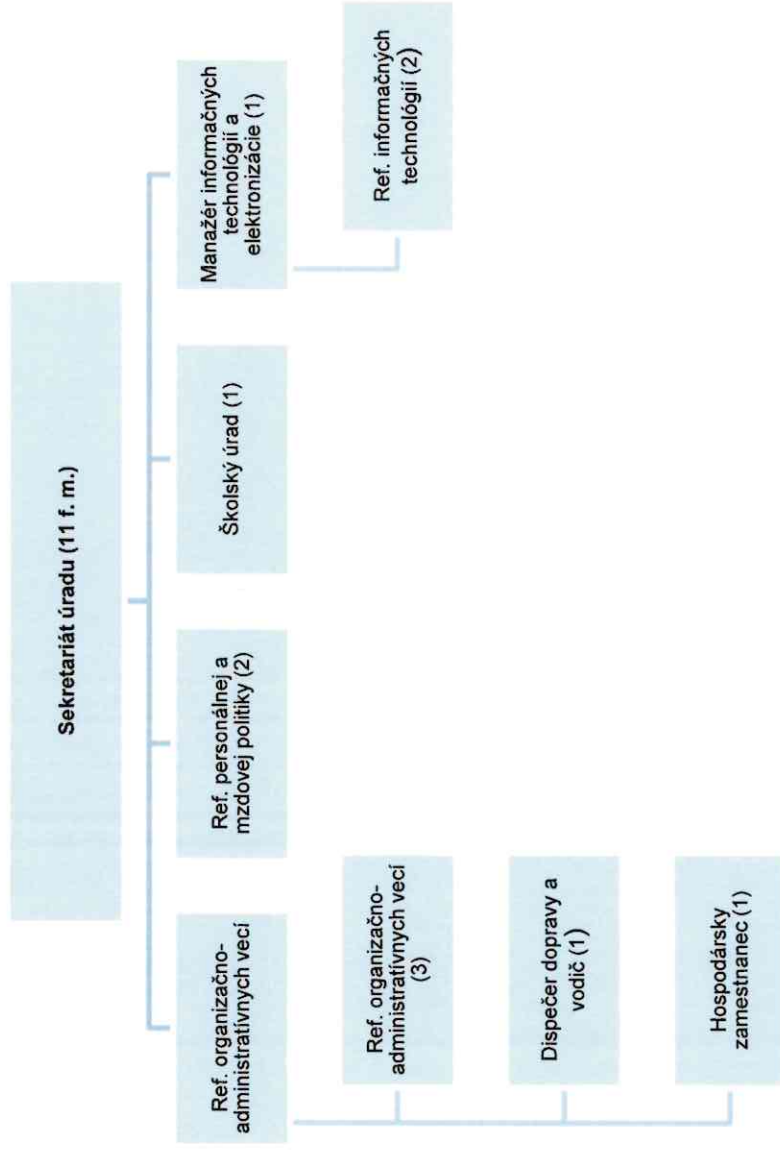 Sekretariát úradu (11 f. m.)
Ref. organizačno-
administratívnych vecí
Ref. personálnej a
mzdovej politiky (2)
Školský úrad (1)
Manažér informačných
technológií a
elektronizácie (1)
Ref. organizačno-
administratívnych vecí
(3)
Dispečer dopravy a
vodič (1)
Hospodársky
zamestnanec (1)
Ref. informačných
technológií (2)